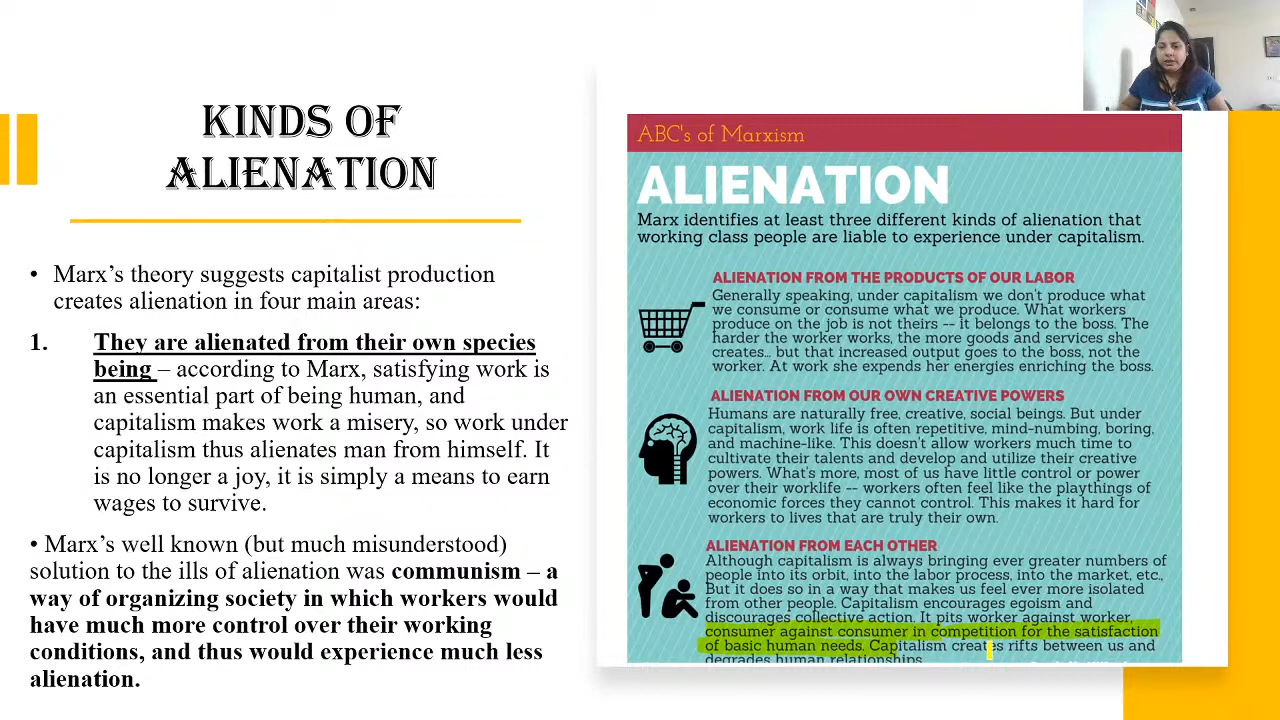 KINDS OF
ALIENATION
• Marx's theory suggests capitalist production
creates alienation in four main areas:
1. They are alienated from their own species
being – according to Marx, satisfying work is
an essential part of being human, and
capitalism makes work a misery, so work under
capitalism thus alienates man from himself. It
is no longer a joy, it is simply a means to earn
wages to survive.
• Marx's well known (but much misunderstood)
solution to the ills of alienation was communism – a
way of organizing society in which workers would
have much more control over their working
conditions, and thus would experience much less
alienation.
ABC's of Marxism
ALIENATION
Marx identifies at least three different kinds of alienation that
working class people are liable to experience under capitalism.
ALIENATION FROM THE PRODUCTS OF OUR LABOR
Generally speaking, under capitalism we don't produce what
we consume or consume what we produce. What workers
produce on the job is not theirs -- it belongs to the boss. The
harder the worker works, the more goods and services she
creates... but that increased output goes to the boss, not the
worker. At work she expends her energies enriching the boss.
ALIENATION FROM OUR OWN CREATIVE POWERS
Humans are naturally free, creative, social beings. But under
capitalism, work life is often repetitive, mind-numbing, boring,
and machine-like. This doesn't allow workers much time to
cultivate their talents and develop and utilize their creative
powers. What's more, most of us have little control or power
over their worklife -- workers often feel like the playthings of
economic forces they cannot control. This makes it hard for
workers to lives that are truly their own.
ALIENATION FROM EACH OTHER
Although capitalism is always bringing ever greater numbers of
people into its orbit, into the labor process, into the market, etc.,
But it does so in a way that makes us feel ever more isolated
from other people. Capitalism encourages egoism and
discourages collective action. It pits worker against worker,
consumer against consumer in competition for the satisfaction
of basic human needs. Capitalism creates rifts between us and
degrades human relationships.